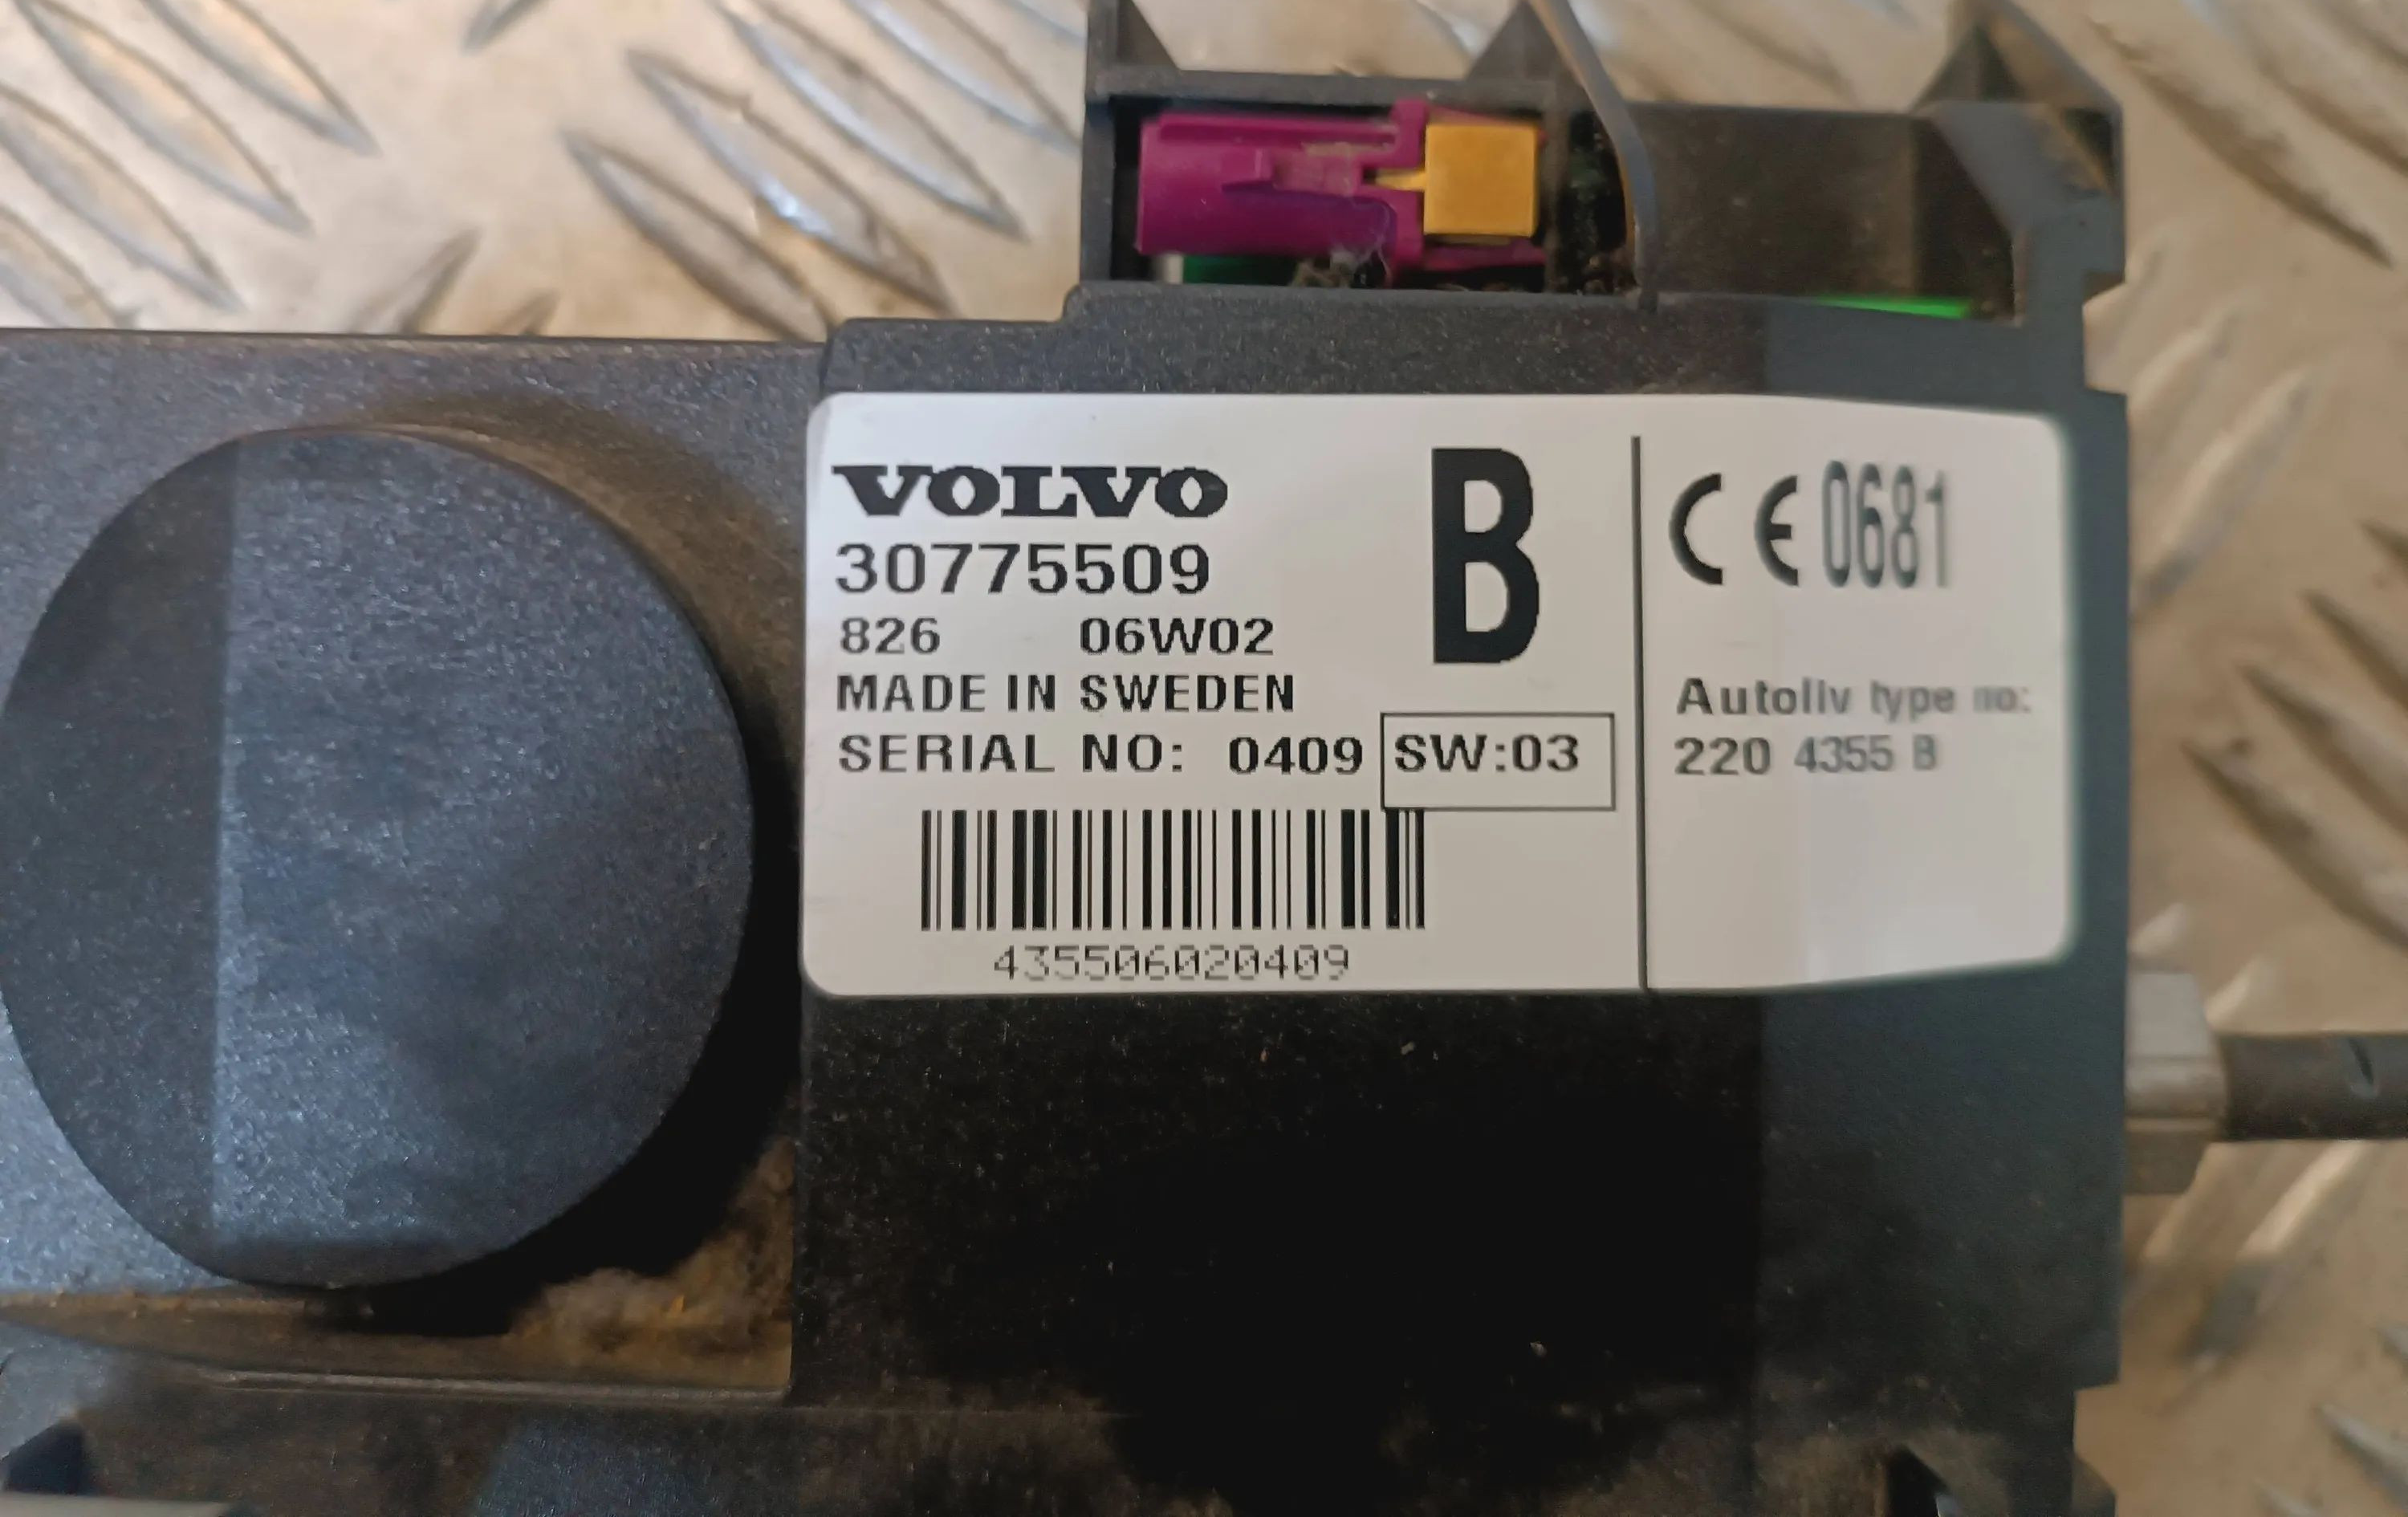 VOLVO
30775509
826 06W02
MADE IN SWEDEN
SERIAL NO: 0409
SW:03
435506020409
B
CE 0681
Autoliv type no:
220 4355 B